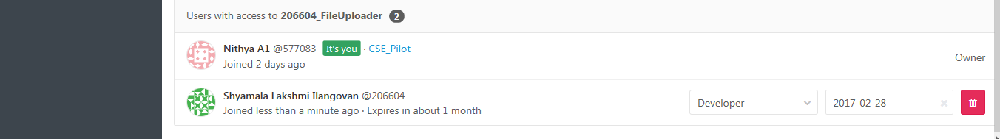 Users with access to 206604_FileUploader 2
Nithya A1 @577083 It's you · CSE_Pilot
Joined 2 days ago
Owner
Shyamala Lakshmi Ilangovan @206604
Joined less than a minute ago · Expires in about 1 month
Developer
2017-02-28